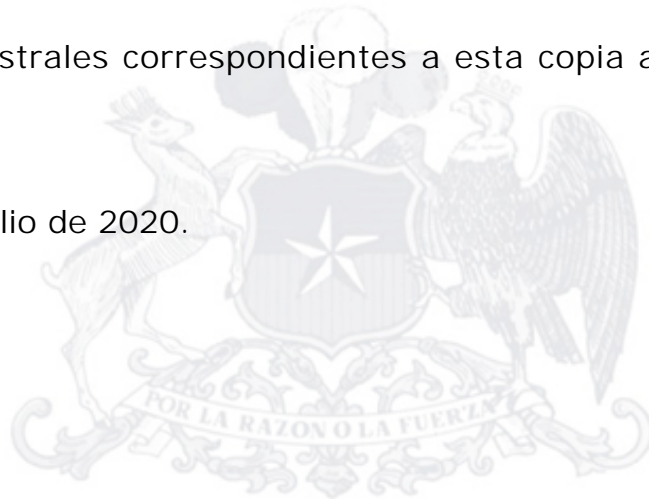 strales correspondientes a esta copia a
lio de 2020.
POR LA RAZON O LA FUERZA